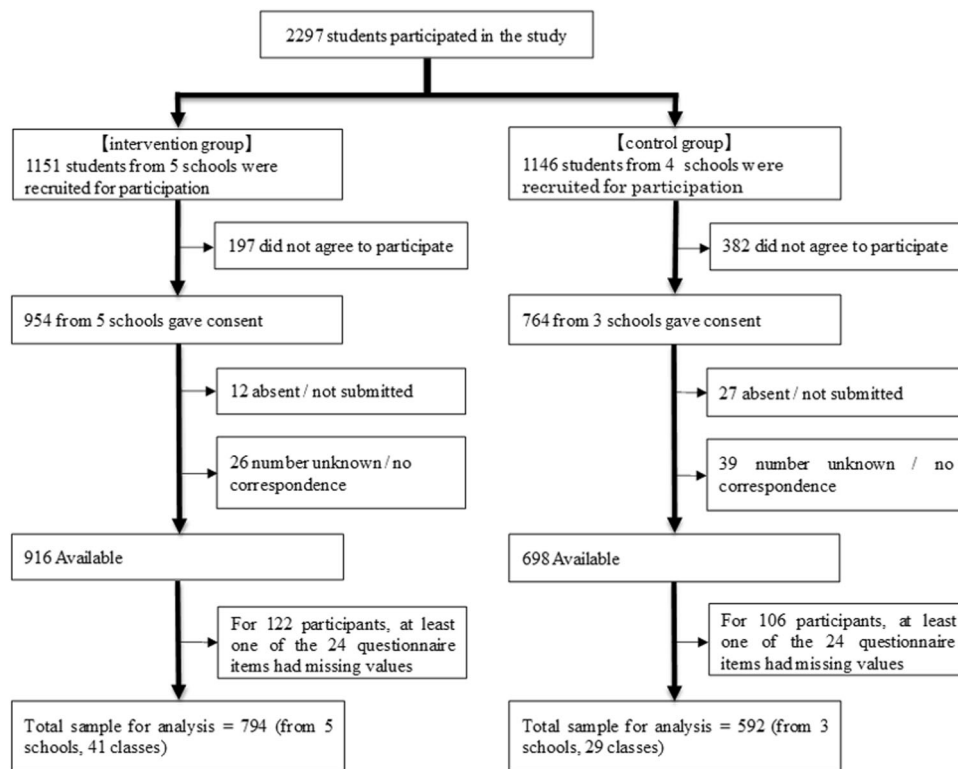 2297 students participated in the study
【intervention group】
1151 students from 5 schools were
recruited for participation
【control group】
1146 students from 4 schools were
recruited for participation
197 did not agree to participate
382 did not agree to participate
954 from 5 schools gave consent
764 from 3 schools gave consent
12 absent / not submitted
27 absent / not submitted
26 number unknown / no
correspondence
39 number unknown / no
correspondence
916 Available
698 Available
For 122 participants, at least
one of the 24 questionnaire
items had missing values
For 106 participants, at least
one of the 24 questionnaire
items had missing values
Total sample for analysis = 794 (from 5
schools, 41 classes)
Total sample for analysis = 592 (from 3
schools, 29 classes)